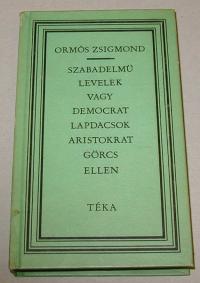 ORMÓS ZSIGMOND
SZABADELMŰ
LEVELEK
VAGY
DEMOCRAT
LAPDACSOK
ARISTOKRAT
GÖRCS
ELLEN
TÉKA